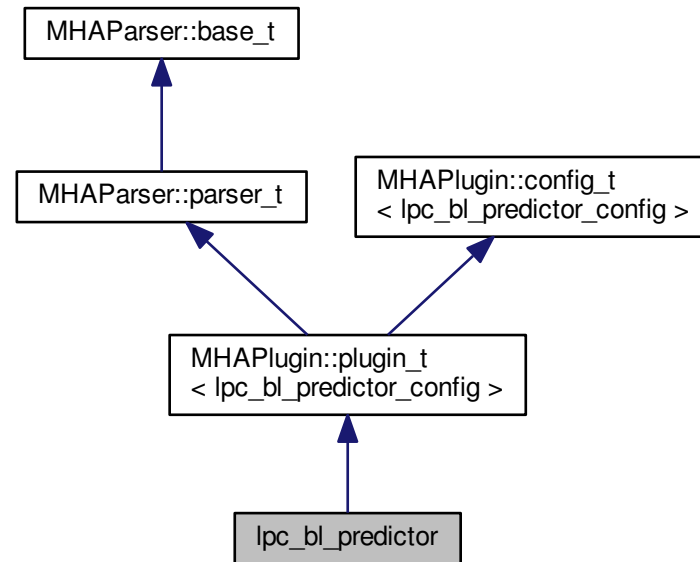 MHAParser::base_t
MHAParser::parser_t
MHAPlugin::config_t
< lpc_bl_predictor_config >
MHAPlugin::plugin_t
< lpc_bl_predictor_config >
lpc_bl_predictor